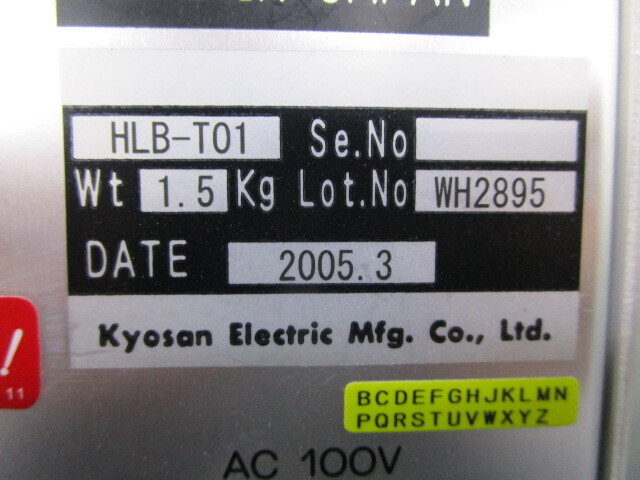 HLB-T01 Se.No
Wt 1.5 Kg Lot.No WH2895
DATE 2005.3
Kyosan Electric Mfg. Co., Ltd.
!
11
BCDEFGHJKLMN
PQRSTUVWXYZ
AC 100V